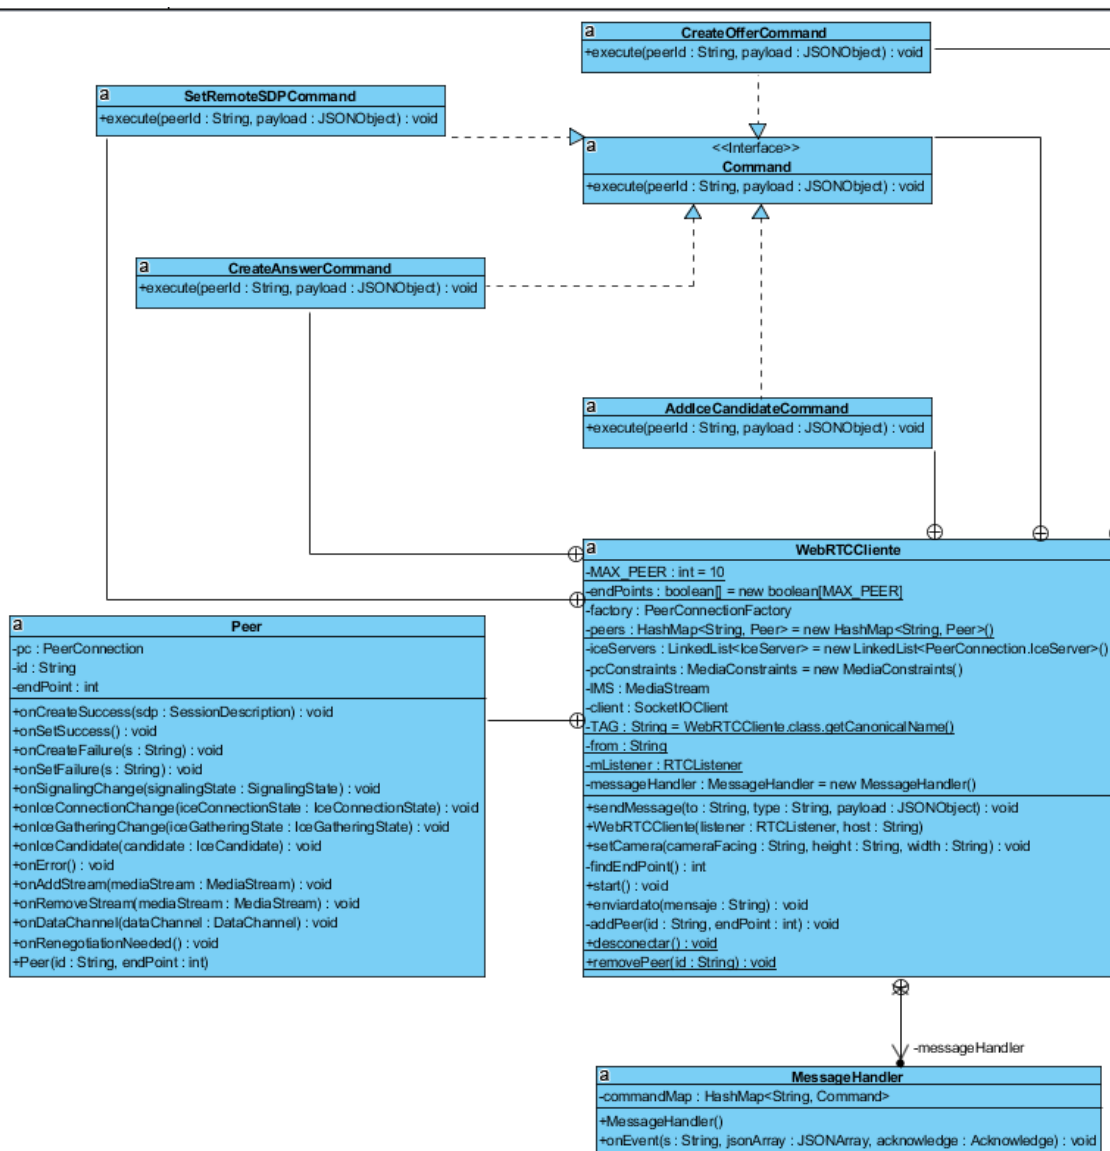 a
CreateOfferCommand
+execute(peerId : String, payload : JSONObject) : void
a
SetRemoteSDPCommand
+execute(peerId : String, payload : JSONObject) : void
a
<<Interface>>
Command
+execute(peerId : String, payload : JSONObject) : void
a
CreateAnswerCommand
+execute(peerId : String, payload : JSONObject) : void
a
AddIceCandidateCommand
+execute(peerId : String, payload : JSONObject) : void
a
WebRTCCliente
-MAX_PEER : int = 10
-endPoints : boolean[] = new boolean[MAX_PEER]
-factory : PeerConnectionFactory
-peers : HashMap<String, Peer> = new HashMap<String, Peer>()
-iceServers : LinkedList<IceServer> = new LinkedList<PeerConnection.IceServer>()
-pcConstraints : MediaConstraints = new MediaConstraints()
-lMS : MediaStream
-client : SocketIOClient
-TAG : String = WebRTCCliente.class.getCanonicalName()
-from : String
-mListener : RTCListener
-messageHandler : MessageHandler = new MessageHandler()
+sendMessage(to : String, type : String, payload : JSONObject) : void
+WebRTCCliente(listener : RTCListener, host : String)
+setCamera(cameraFacing : String, height : String, width : String) : void
-findEndPoint() : int
+start() : void
+enviardato(mensaje : String) : void
-addPeer(id : String, endPoint : int) : void
+desconectar() : void
+removePeer(id : String) : void
a
Peer
-pc : PeerConnection
-id : String
-endPoint : int
+onCreateSuccess(sdp : SessionDescription) : void
+onSetSuccess() : void
+onCreateFailure(s : String) : void
+onSetFailure(s : String) : void
+onSignalingChange(signalingState : SignalingState) : void
+onIceConnectionChange(iceConnectionState : IceConnectionState) : void
+onIceGatheringChange(iceGatheringState : IceGatheringState) : void
+onIceCandidate(candidate : IceCandidate) : void
+onError() : void
+onAddStream(mediaStream : MediaStream) : void
+onRemoveStream(mediaStream : MediaStream) : void
+onDataChannel(dataChannel : DataChannel) : void
+onRenegotiationNeeded() : void
+Peer(id : String, endPoint : int)
-messageHandler
a
MessageHandler
-commandMap : HashMap<String, Command>
+MessageHandler()
+onEvent(s : String, jsonArray : JSONArray, acknowledge : Acknowledge) : void